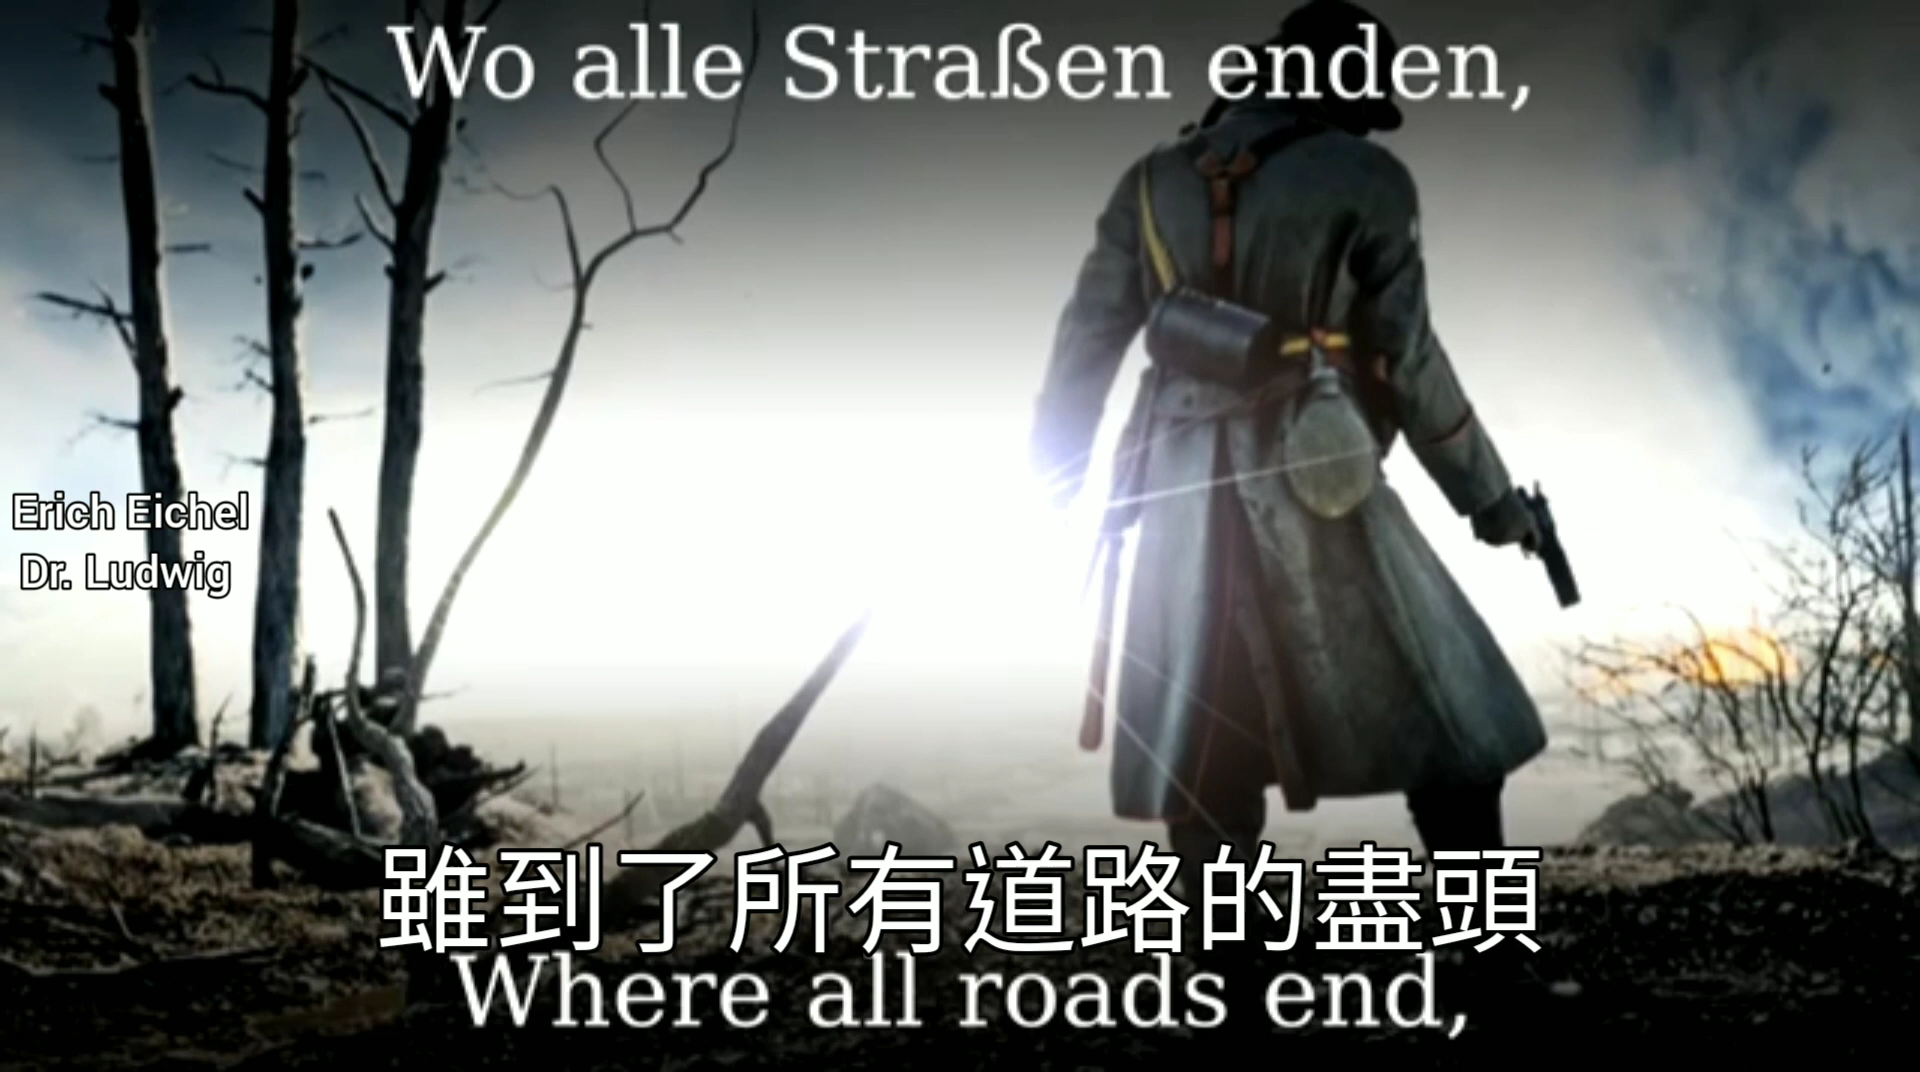 Wo alle Straßen enden,
Erich Eichel
Dr. Ludwig
雖到了所有道路的盡頭
Where all roads end,